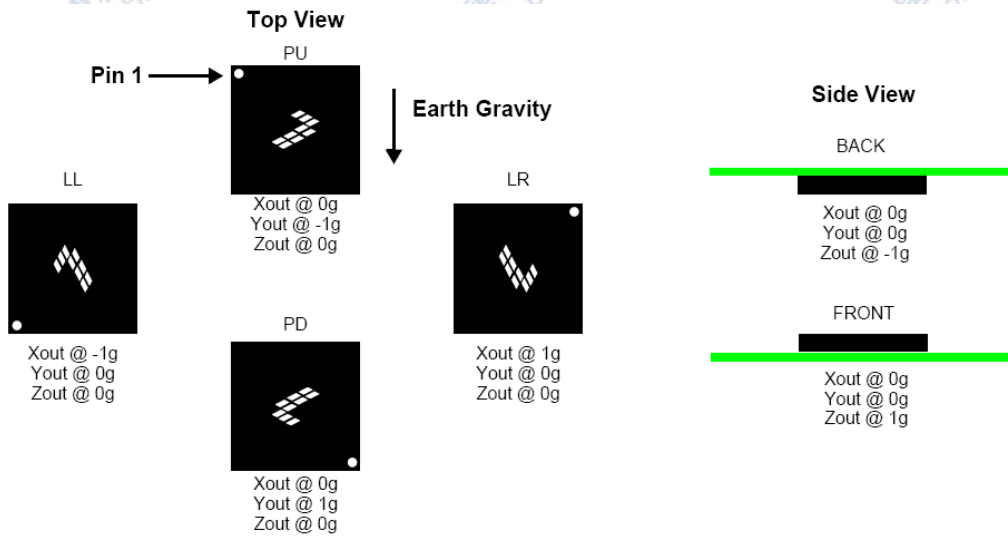 Top View
PU
Pin 1
Earth Gravity
Xout @ 0g
Yout @ -1g
Zout @ 0g
LL
Xout @ -1g
Yout @ 0g
Zout @ 0g
LR
Xout @ 1g
Yout @ 0g
Zout @ 0g
PD
Xout @ 0g
Yout @ 1g
Zout @ 0g
Side View
BACK
Xout @ 0g
Yout @ 0g
Zout @ -1g
FRONT
Xout @ 0g
Yout @ 0g
Zout @ 1g